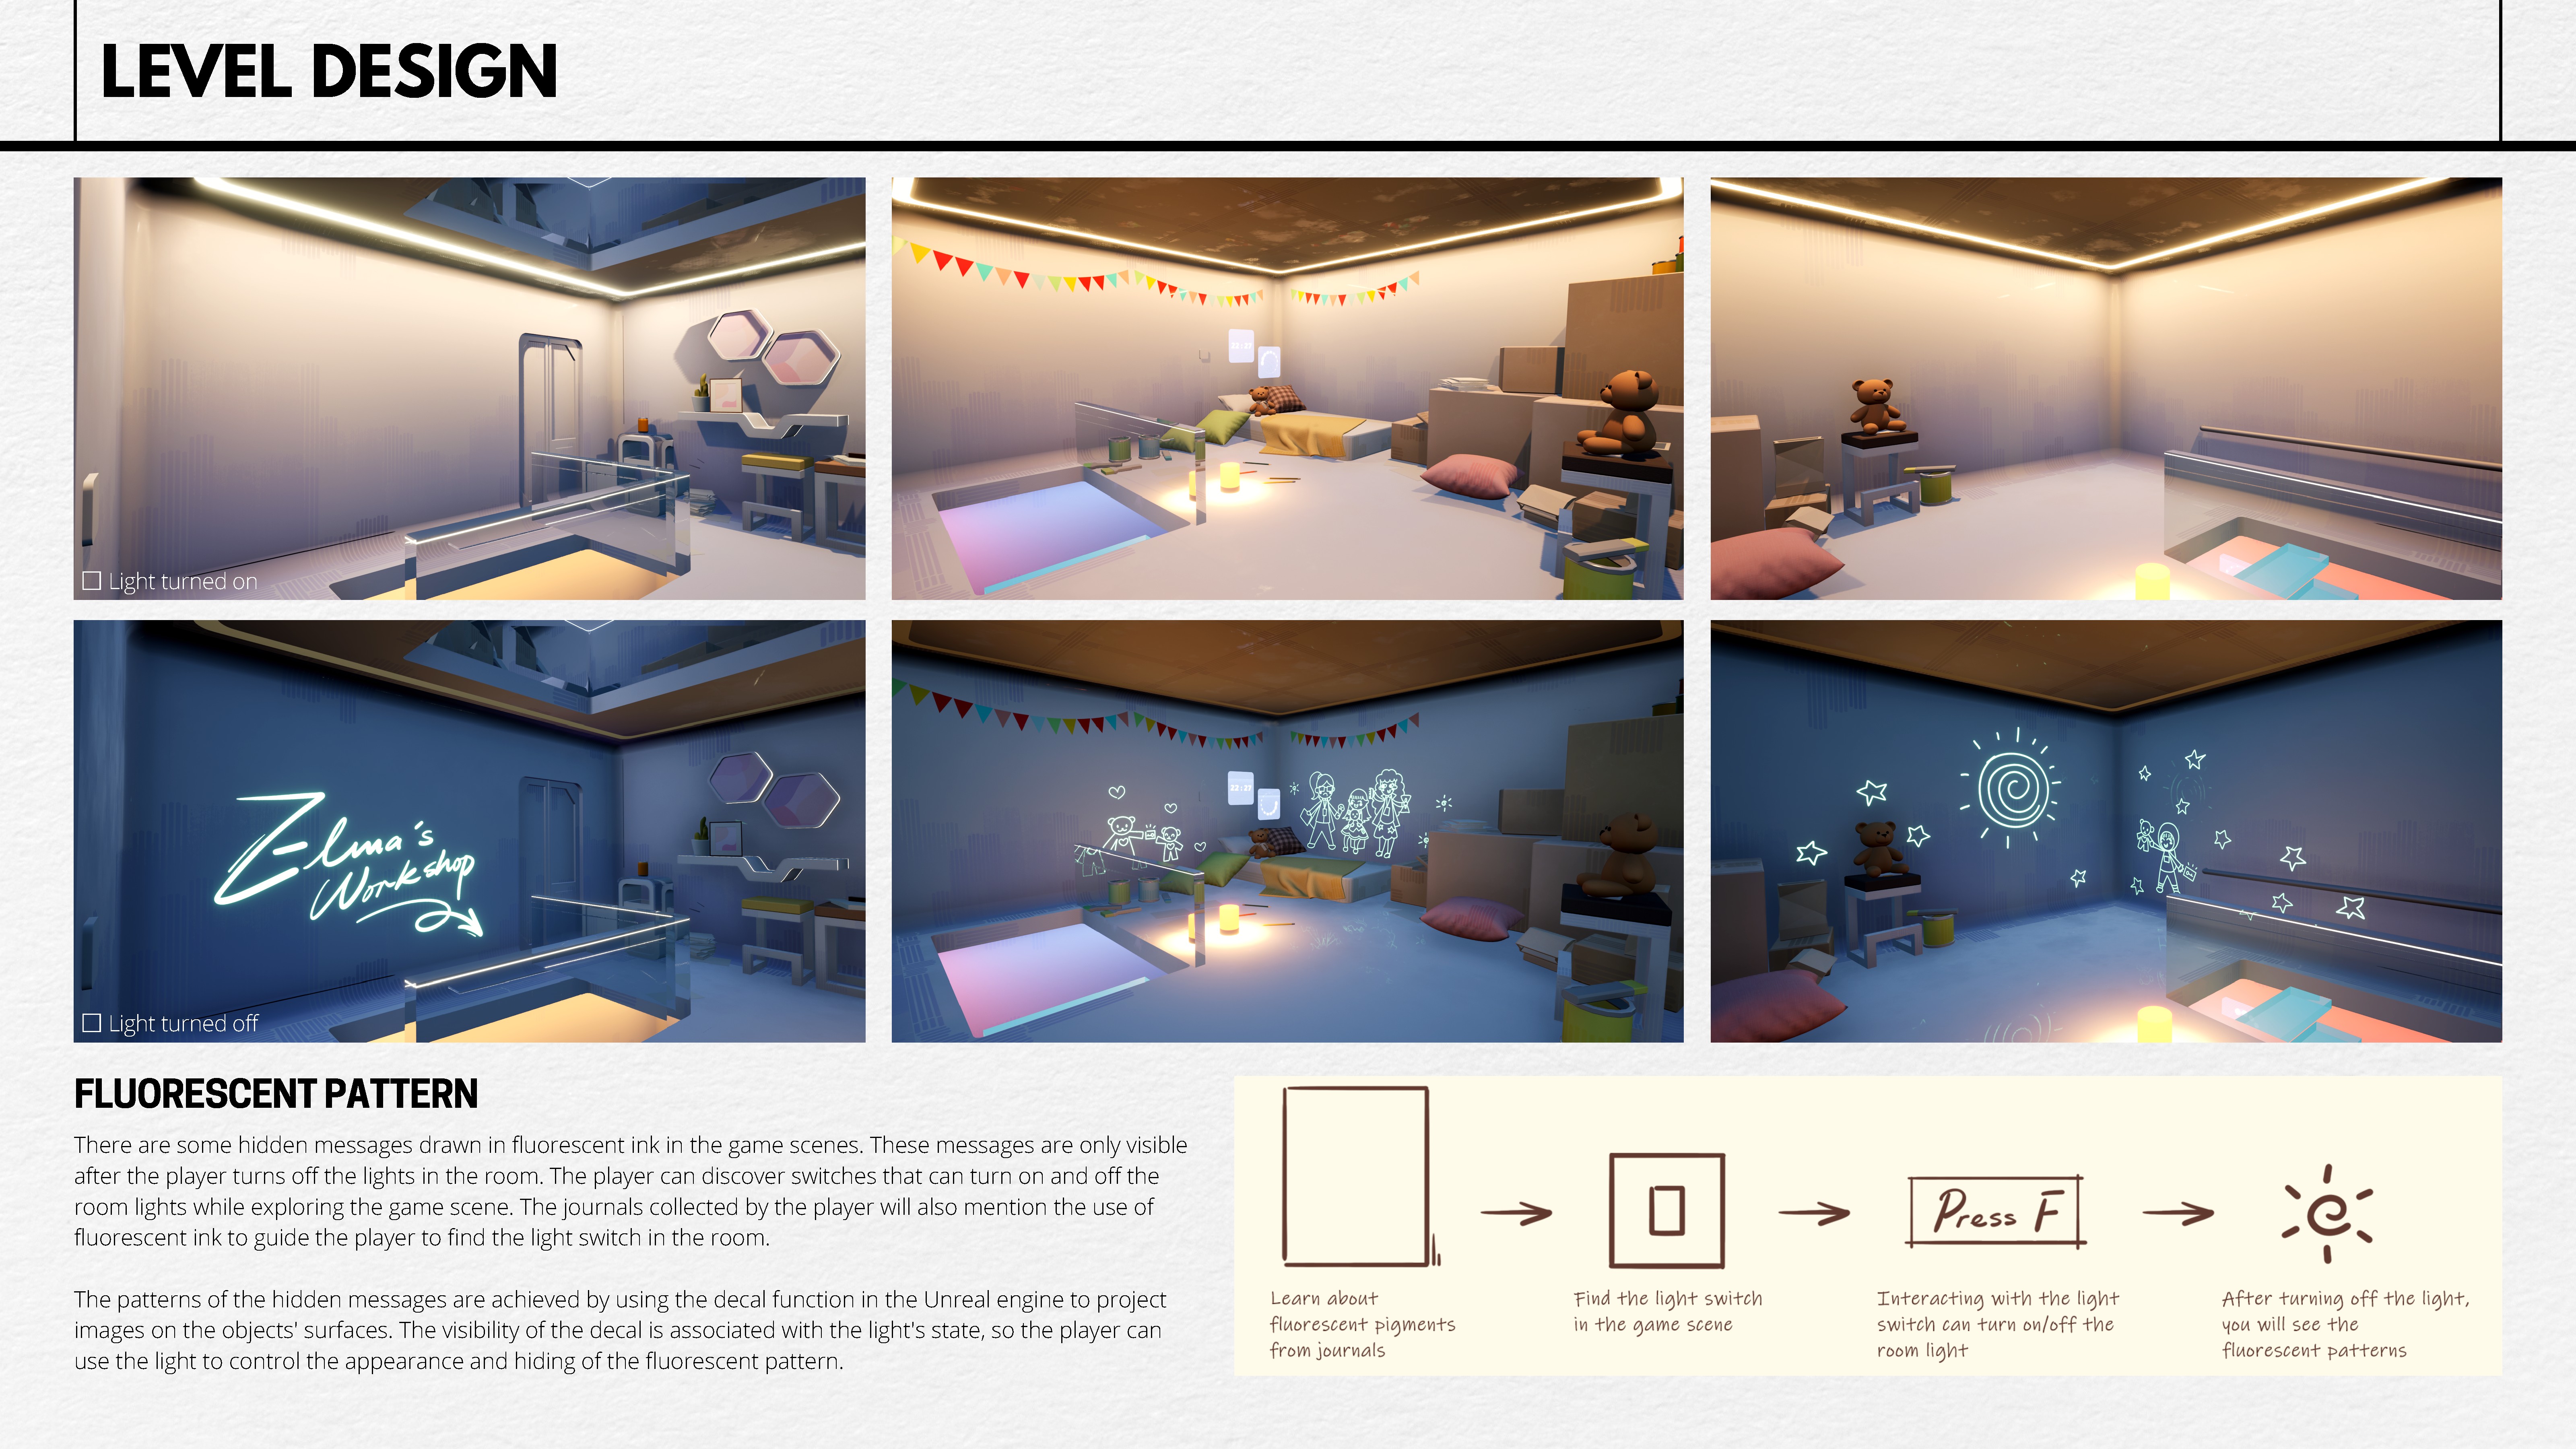 LEVEL DESIGN
Light turned on
Zelma's
Workshop
22:27
Light turned off
FLUORESCENT PATTERN
There are some hidden messages drawn in fluorescent ink in the game scenes. These messages are only visible
after the player turns off the lights in the room. The player can discover switches that can turn on and off the
room lights while exploring the game scene. The journals collected by the player will also mention the use of
fluorescent ink to guide the player to find the light switch in the room.
The patterns of the hidden messages are achieved by using the decal function in the Unreal engine to project
images on the objects' surfaces. The visibility of the decal is associated with the light's state, so the player can
use the light to control the appearance and hiding of the fluorescent pattern.
Press F
Learn about
fluorescent pigments
from journals
Find the light switch
in the game scene
Interacting with the light
switch can turn on/off the
room light
After turning off the light,
you will see the
fluorescent patterns